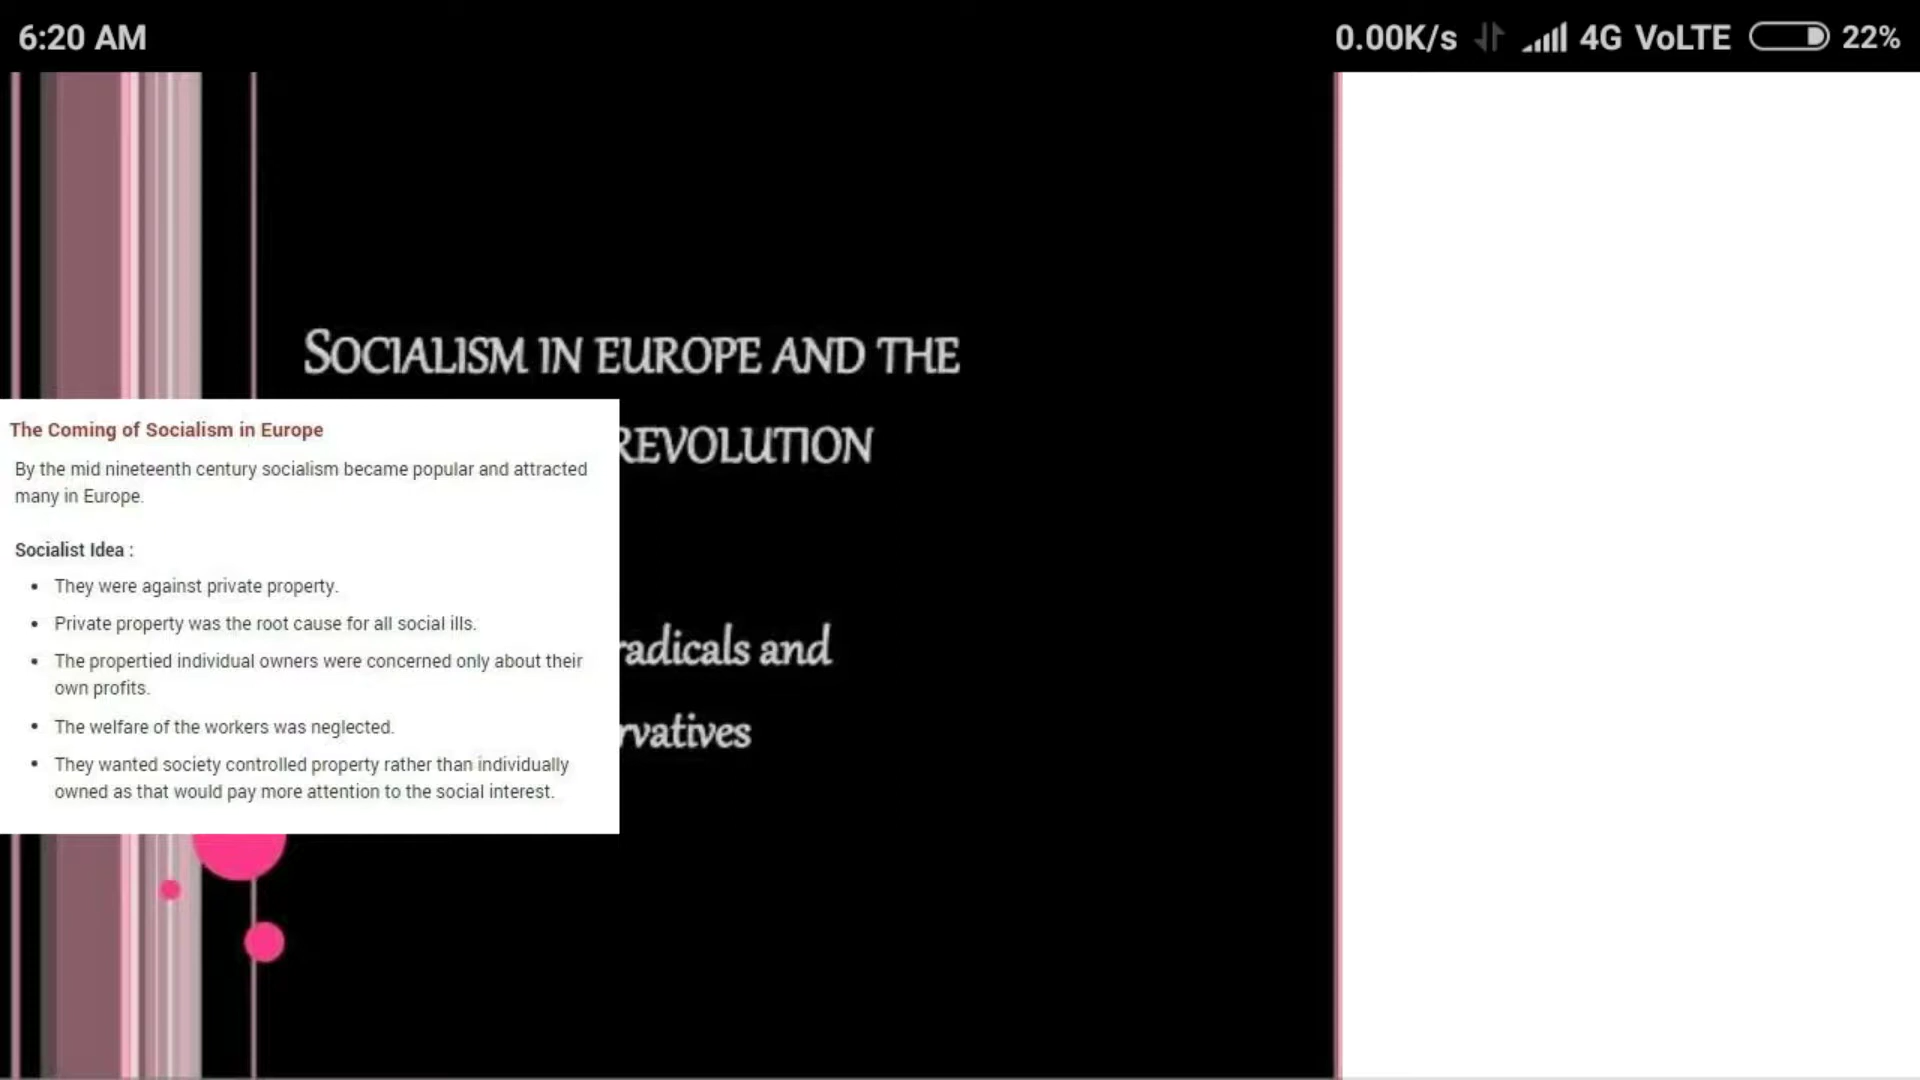 6:20 AM
0.00K/s 4G VoLTE 22%
SOCIALISM IN EUROPE AND THE
REVOLUTION
radicals and
The Coming of Socialism in Europe
By the mid nineteenth century socialism became popular and attracted
many in Europe.
Socialist Idea :
• They were against private property.
• Private property was the root cause for all social ills.
• The propertied individual owners were concerned only about their
own profits.
• The welfare of the workers was neglected.
• They wanted society controlled property rather than individually
owned as that would pay more attention to the social interest.